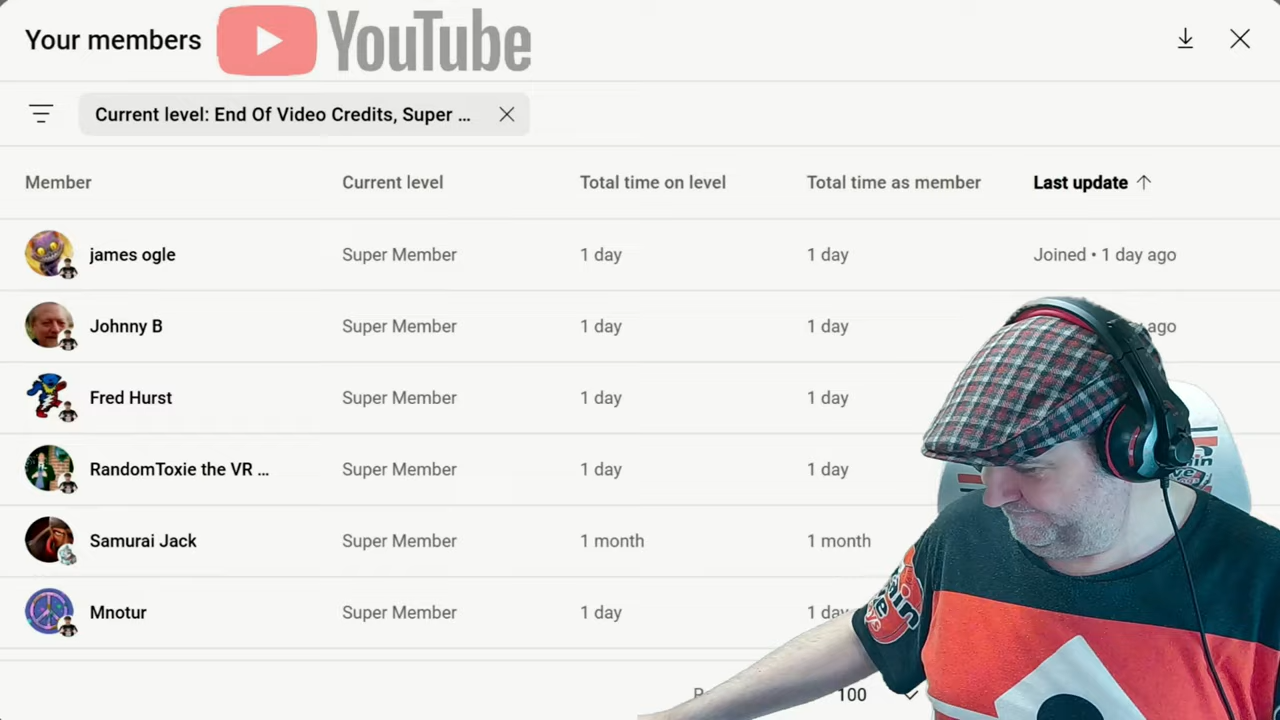 Your members YouTube
Current level: End Of Video Credits, Super ...
Member Current level Total time on level Total time as member Last update
james ogle Super Member 1 day 1 day Joined • 1 day ago
Johnny B Super Member 1 day 1 day ago
Fred Hurst Super Member 1 day 1 day
RandomToxie the VR ... Super Member 1 day 1 day
Samurai Jack Super Member 1 month 1 month
Mnotur Super Member 1 day 1 day
100